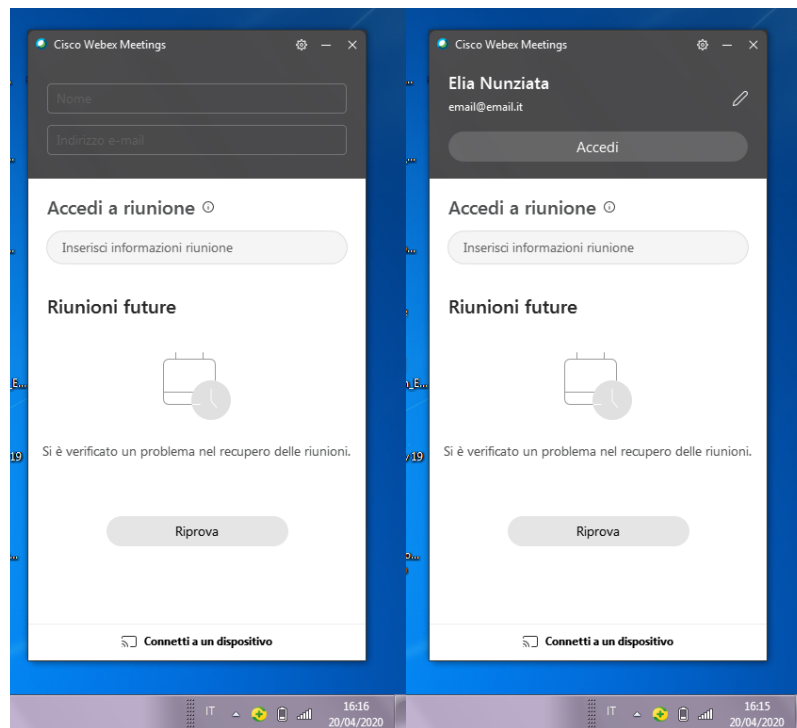 Cisco Webex Meetings
Nome
Indirizzo e-mail
Accedi a riunione
Inserisci informazioni riunione
Riunioni future
Si è verificato un problema nel recupero delle riunioni.
Riprova
Connetti a un dispositivo
IT
16:16
20/04/2020
Cisco Webex Meetings
Elia Nunziata
email@email.it
Accedi
Accedi a riunione
Inserisci informazioni riunione
Riunioni future
Si è verificato un problema nel recupero delle riunioni.
Riprova
Connetti a un dispositivo
IT
16:15
20/04/2020